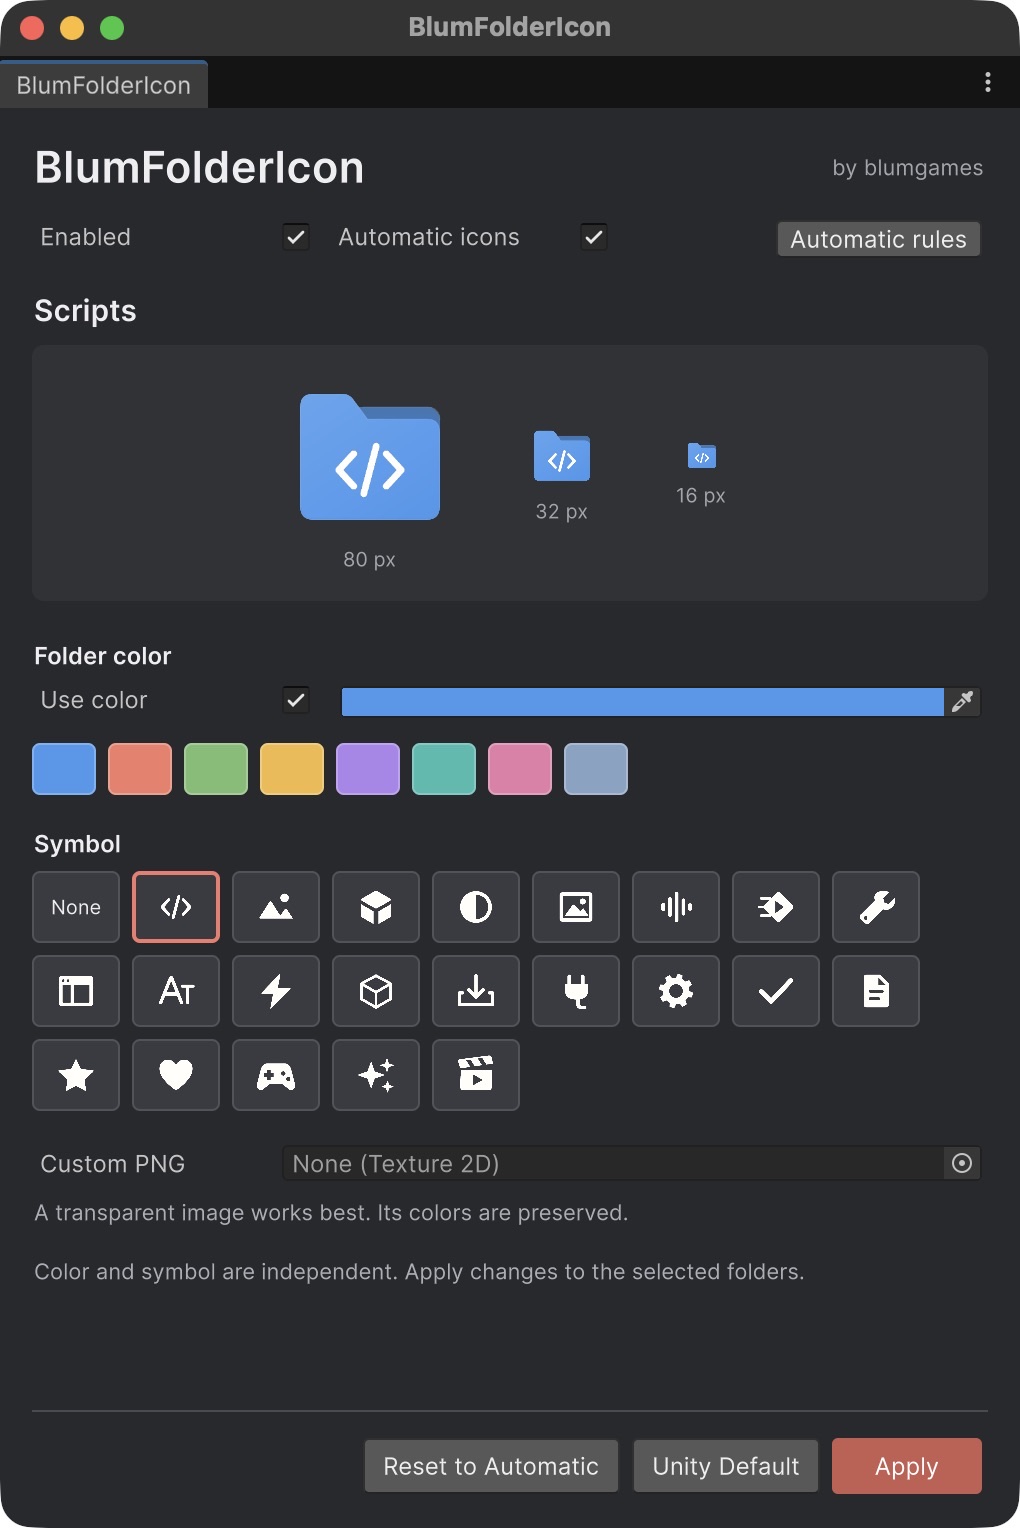 BlumFolderIcon
BlumFolderIcon
BlumFolderIcon
by blumgames
Enabled
Automatic icons
Automatic rules
Scripts
80 px
32 px
16 px
Folder color
Use color
Symbol
None
Custom PNG
None (Texture 2D)
A transparent image works best. Its colors are preserved.
Color and symbol are independent. Apply changes to the selected folders.
Reset to Automatic
Unity Default
Apply